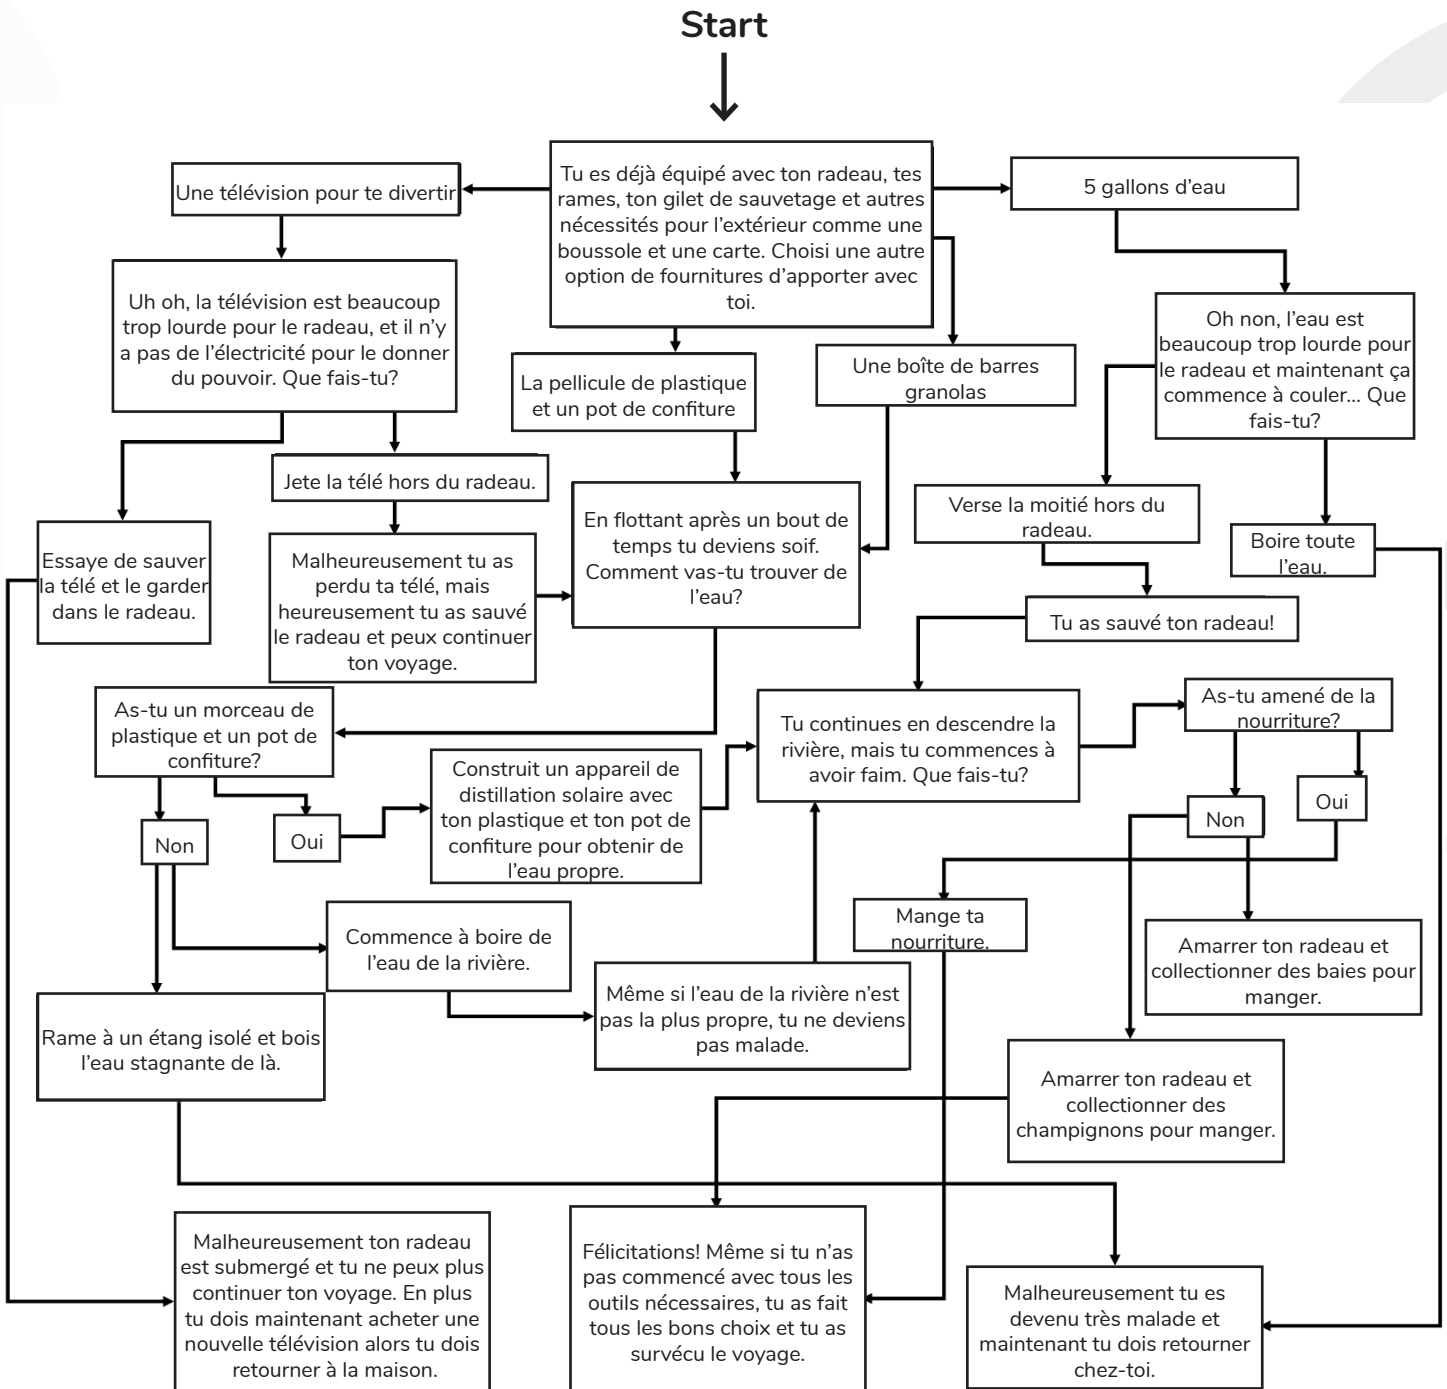 Start
Une télévision pour te divertir
Tu es déjà équipé avec ton radeau, tes
rames, ton gilet de sauvetage et autres
nécessités pour l'extérieur comme une
boussole et une carte. Choisi une autre
option de fournitures d'apporter avec
toi.
5 gallons d'eau
Uh oh, la télévision est beaucoup
trop lourde pour le radeau, et il n'y
a pas de l'électricité pour le donner
du pouvoir. Que fais-tu?
La pellicule de plastique
et un pot de confiture
Une boîte de barres
granolas
Oh non, l'eau est
beaucoup trop lourde pour
le radeau et maintenant ça
commence à couler... Que
fais-tu?
Jete la télé hors du radeau.
Essaye de sauver
la télé et le garder
dans le radeau.
Malheureusement tu as
perdu ta télé, mais
heureusement tu as sauvé
le radeau et peux continuer
ton voyage.
En flottant après un bout de
temps tu deviens soif.
Comment vas-tu trouver de
l'eau?
Verse la moitié hors du
radeau.
Boire toute
l'eau.
Tu as sauvé ton radeau!
As-tu un morceau de
plastique et un pot de
confiture?
Tu continues en descendre la
rivière, mais tu commences à
avoir faim. Que fais-tu?
As-tu amené de la
nourriture?
Construit un appareil de
distillation solaire avec
ton plastique et ton pot de
confiture pour obtenir de
l'eau propre.
Non
Oui
Non
Oui
Commence à boire de
l'eau de la rivière.
Mange ta
nourriture.
Amarrer ton radeau et
collectionner des baies pour
manger.
Rame à un étang isolé et bois
l'eau stagnante de là.
Même si l'eau de la rivière n'est
pas la plus propre, tu ne deviens
pas malade.
Amarrer ton radeau et
collectionner des
champignons pour manger.
Malheureusement ton radeau
est submergé et tu ne peux plus
continuer ton voyage. En plus
tu dois maintenant acheter une
nouvelle télévision alors tu dois
retourner à la maison.
Félicitations! Même si tu n'as
pas commencé avec tous les
outils nécessaires, tu as fait
tous les bons choix et tu as
survécu le voyage.
Malheureusement tu es
devenu très malade et
maintenant tu dois retourner
chez-toi.